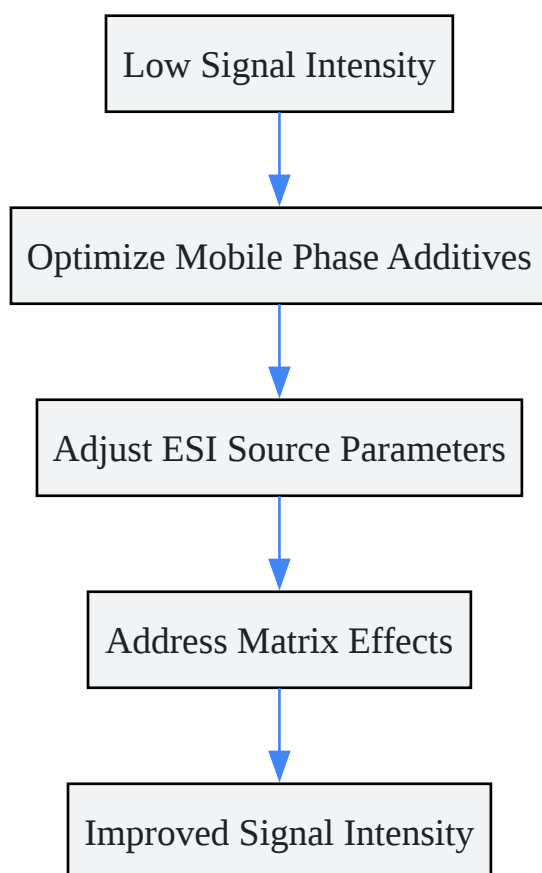 Low Signal Intensity
Optimize Mobile Phase Additives
Adjust ESI Source Parameters
Address Matrix Effects
Improved Signal Intensity